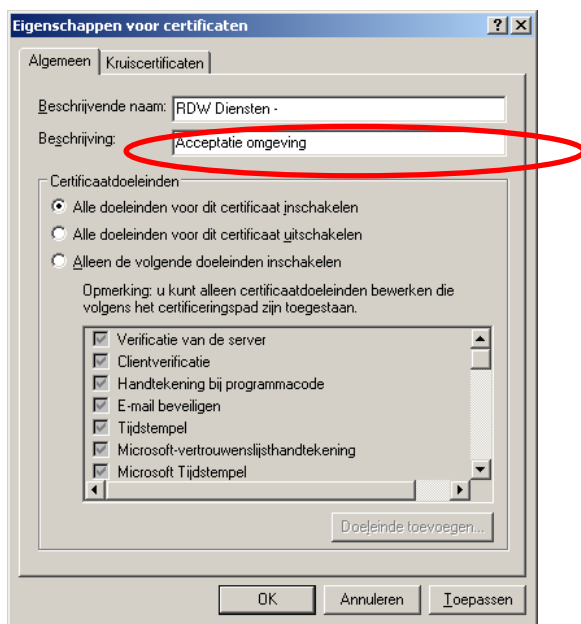 Eigenschappen voor certificaten
Algemeen Kruiscertificaten
Beschrijvende naam: RDW Diensten -
Beschrijving: Acceptatie omgeving
Certificaatdoeleinden
Alle doeleinden voor dit certificaat inschakelen
Alle doeleinden voor dit certificaat uitschakelen
Alleen de volgende doeleinden inschakelen
Opmerking: u kunt alleen certificaatdoeleinden bewerken die
volgens het certificeringspad zijn toegestaan.
Verificatie van de server
Clientverificatie
Handtekening bij programmacode
E-mail beveiligen
Tijdstempel
Microsoft-vertrouwenslijsthandtekening
Microsoft Tijdstempel
Doeleinde toevoegen...
OK Annuleren Toepassen